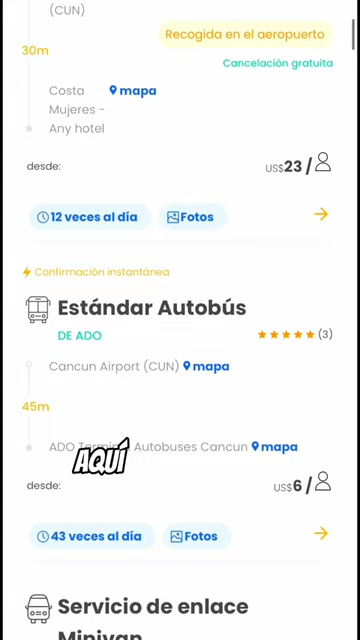 (CUN)
Recogida en el aeropuerto
30m
Cancelación gratuita
Costa mapa
Mujeres -
Any hotel
desde:
US$23 /
12 veces al día Fotos
Confirmación instantánea
Estándar Autobús
DE ADO (3)
Cancun Airport (CUN) mapa
45m
ADO Terminal Autobuses Cancun mapa
AQUÍ
desde:
US$6 /
43 veces al día Fotos
Servicio de enlace
Minivan